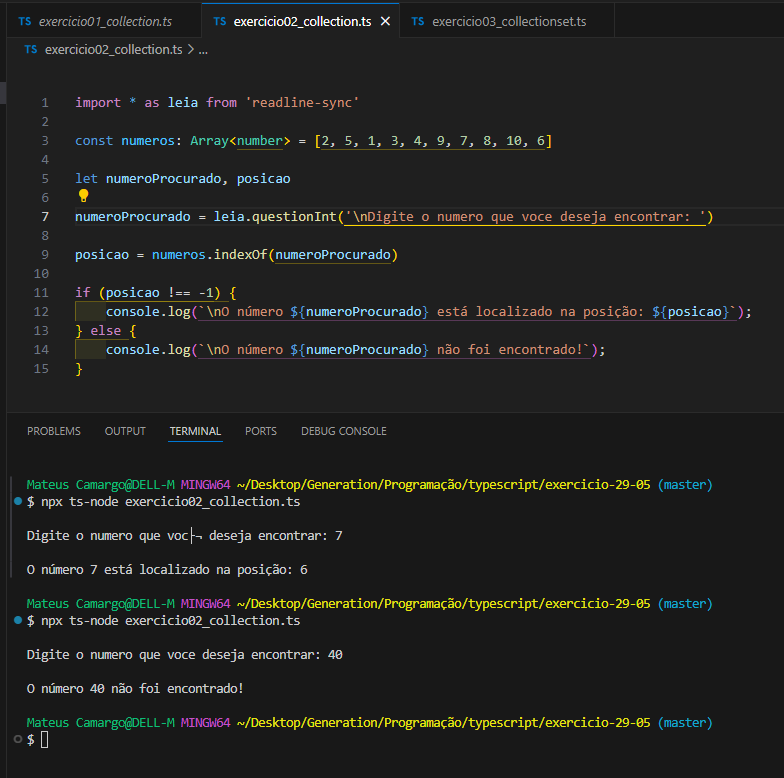 TS exercicio01_collection.ts TS exercicio02_collection.ts × TS exercicio03_collectionset.ts
TS exercicio02_collection.ts > ...
1 import * as leia from 'readline-sync'
2
3 const numeros: Array<number> = [2, 5, 1, 3, 4, 9, 7, 8, 10, 6]
4
5 let numeroProcurado, posicao
6
7 numeroProcurado = leia.questionInt('\nDigite o numero que voce deseja encontrar: ')
8
9 posicao = numeros.indexOf(numeroProcurado)
10
11 if (posicao !== -1) {
12 console.log(`\nO número ${numeroProcurado} está localizado na posição: ${posicao}`);
13 } else {
14 console.log(`\nO número ${numeroProcurado} não foi encontrado!`);
15 }
PROBLEMS OUTPUT TERMINAL PORTS DEBUG CONSOLE
Mateus Camargo@DELL-M MINGW64 ~/Desktop/Generation/Programação/typescript/exercicio-29-05 (master)
$ npx ts-node exercicio02_collection.ts
Digite o numero que voc├¬ deseja encontrar: 7
O número 7 está localizado na posição: 6
Mateus Camargo@DELL-M MINGW64 ~/Desktop/Generation/Programação/typescript/exercicio-29-05 (master)
$ npx ts-node exercicio02_collection.ts
Digite o numero que voce deseja encontrar: 40
O número 40 não foi encontrado!
Mateus Camargo@DELL-M MINGW64 ~/Desktop/Generation/Programação/typescript/exercicio-29-05 (master)
$